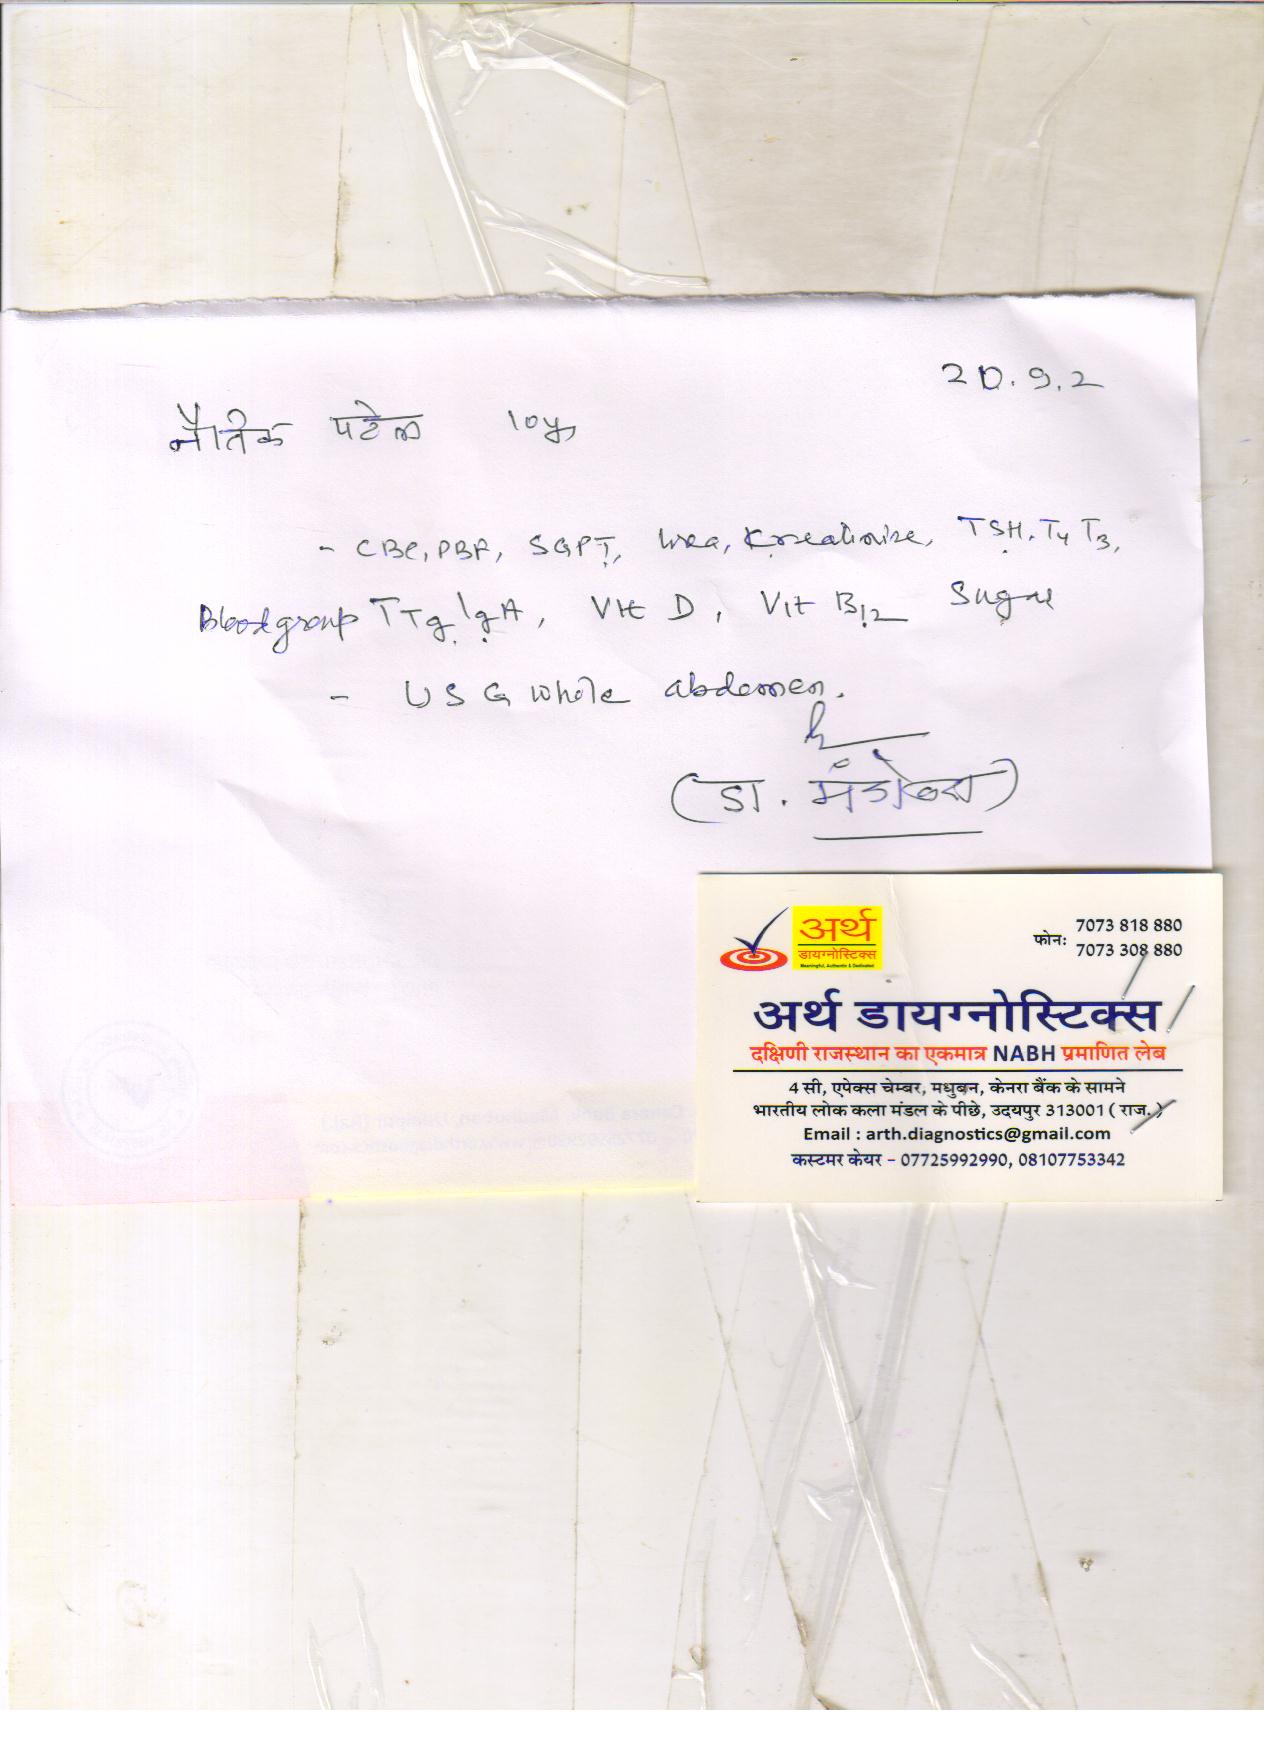 20.9.2
नैतिक पटेल 10y
- CBC, PBF, SGPT, Urea, Kreatinine, TSH, T4 T3,
Bloodgroup TTg IgA, Vit D, Vit B12 Sugar
- USG whole abdomen.
(डा.
अर्थ
डायग्नोस्टिक्स
Meaningful, Authentic & Dedicated
फोनः 7073 818 880
7073 308 880
अर्थ डायग्नोस्टिक्स
दक्षिणी राजस्थान का एकमात्र NABH प्रमाणित लेब
4 सी, एपेक्स चेम्बर, मधुबन, केनरा बैंक के सामने
भारतीय लोक कला मंडल के पीछे, उदयपुर 313001 ( राज. )
Email : arth.diagnostics@gmail.com
कस्टमर केयर – 07725992990, 08107753342